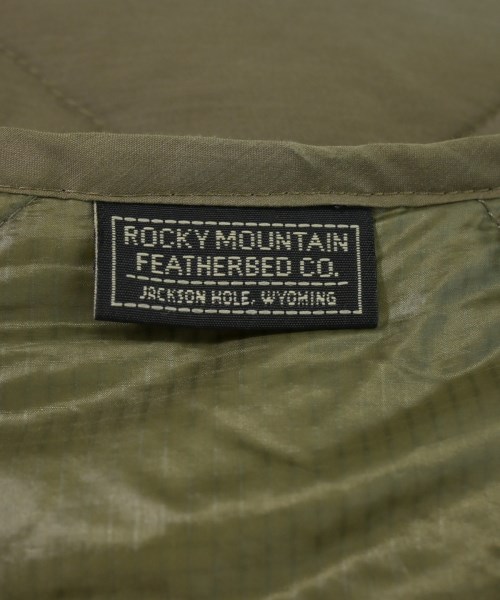 ROCKY MOUNTAIN
FEATHERBED CO.
JACKSON HOLE, WYOMING